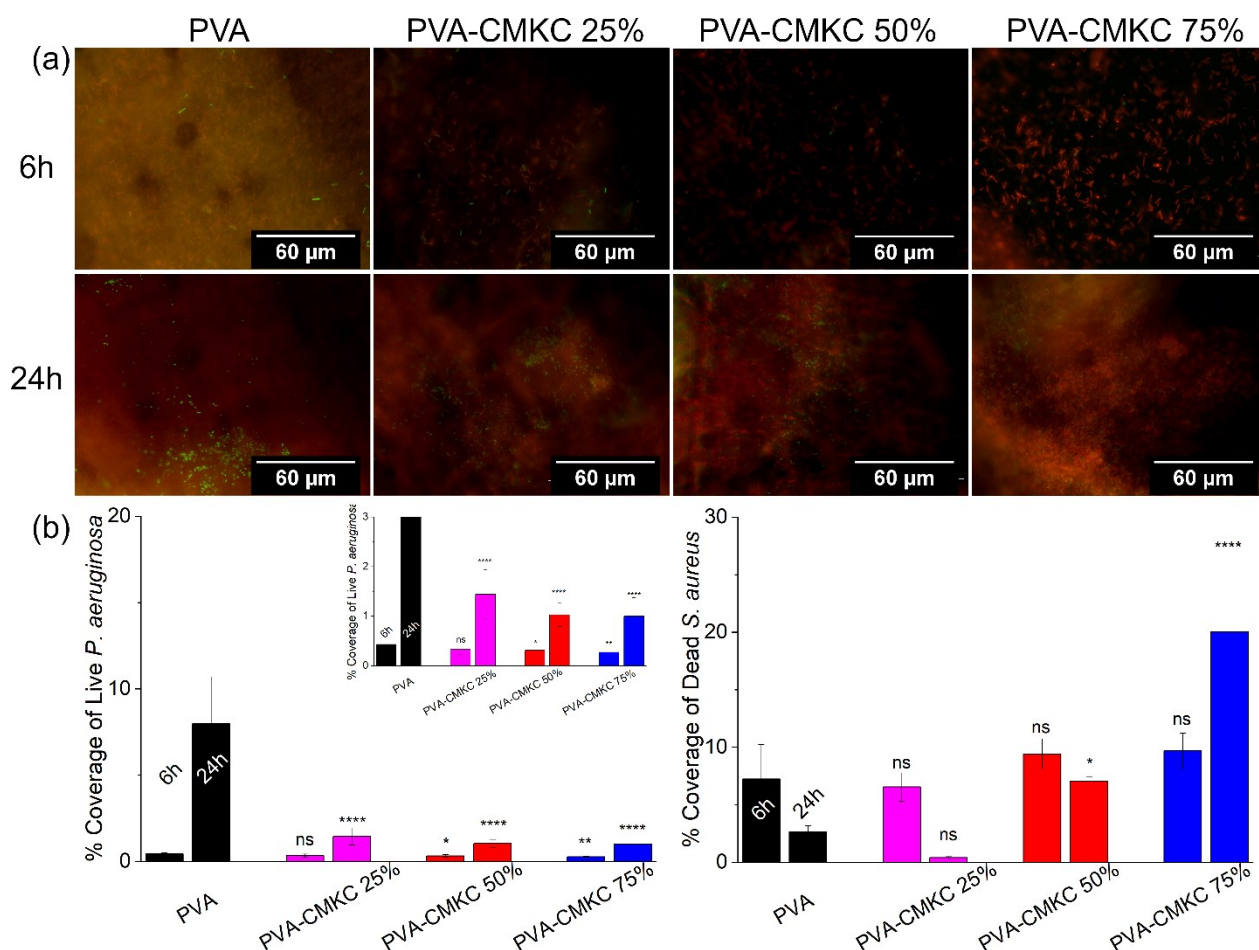 PVA PVA-CMKC 25% PVA-CMKC 50% PVA-CMKC 75%
(a)
6h
60 µm 60 µm 60 µm 60 µm
24h
60 µm 60 µm 60 µm 60 µm
(b)
% Coverage of Live P. aeruginosa
20
10
0
6h
24h
ns
****
*
****
**
****
PVA
PVA-CMKC 25%
PVA-CMKC 50%
PVA-CMKC 75%
% Coverage of Live P. aeruginosa
3
2
1
0
6h
24h
ns
****
*
****
**
****
PVA
PVA-CMKC 25%
PVA-CMKC 50%
PVA-CMKC 75%
% Coverage of Dead S. aureus
30
20
10
0
6h
24h
ns
ns
ns
*
ns
****
PVA
PVA-CMKC 25%
PVA-CMKC 50%
PVA-CMKC 75%